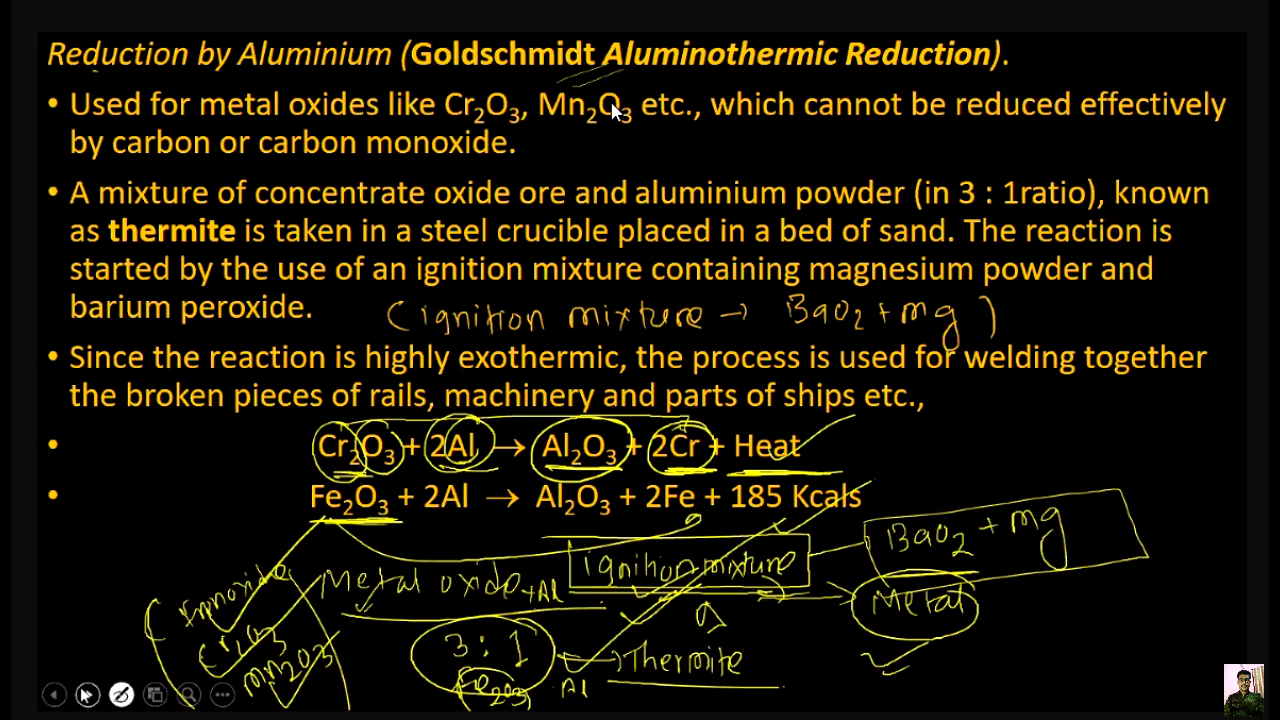 Reduction by Aluminium (Goldschmidt Aluminothermic Reduction).
• Used for metal oxides like Cr₂O₃, Mn₂O₃ etc., which cannot be reduced effectively
by carbon or carbon monoxide.
• A mixture of concentrate oxide ore and aluminium powder (in 3 : 1ratio), known
as thermite is taken in a steel crucible placed in a bed of sand. The reaction is
started by the use of an ignition mixture containing magnesium powder and
barium peroxide.
(ignition mixture → BaO₂ + mg)
• Since the reaction is highly exothermic, the process is used for welding together
the broken pieces of rails, machinery and parts of ships etc.,
• Cr₂O₃ + 2Al → Al₂O₃ + 2Cr + Heat
• Fe₂O₃ + 2Al → Al₂O₃ + 2Fe + 185 Kcals
BaO₂ + mg
ignition mixture
Metal oxide + Al
Metal
Cr₂O₃
Mn₂O₃
3 : 1
Thermite
Fe₂O₃
Al